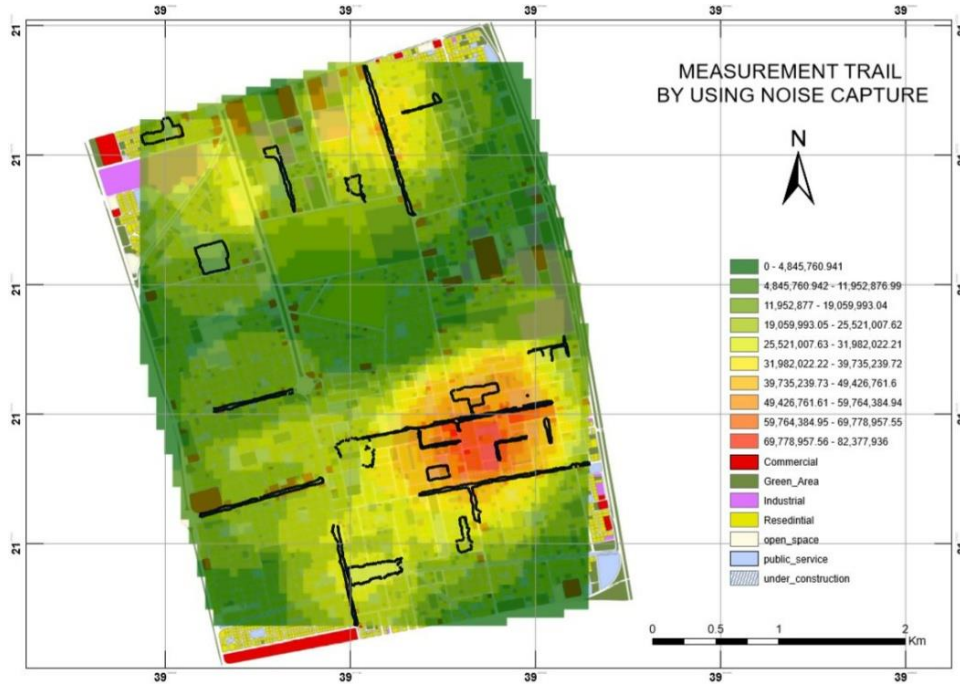 39 39 39 39 39
21 21
MEASUREMENT TRAIL
BY USING NOISE CAPTURE
N
21 21
21 21
0 - 4,845,760.941
4,845,760.942 - 11,952,876.99
11,952,877 - 19,059,993.04
19,059,993.05 - 25,521,007.62
25,521,007.63 - 31,982,022.21
31,982,022.22 - 39,735,239.72
39,735,239.73 - 49,426,761.6
49,426,761.61 - 59,764,384.94
59,764,384.95 - 69,778,957.55
69,778,957.56 - 82,377,936
Commercial
Green_Area
Industrial
Resedintial
open_space
public_service
under_construction
21 21
21 21
0 0.5 1 2
Km
39 39 39 39 39